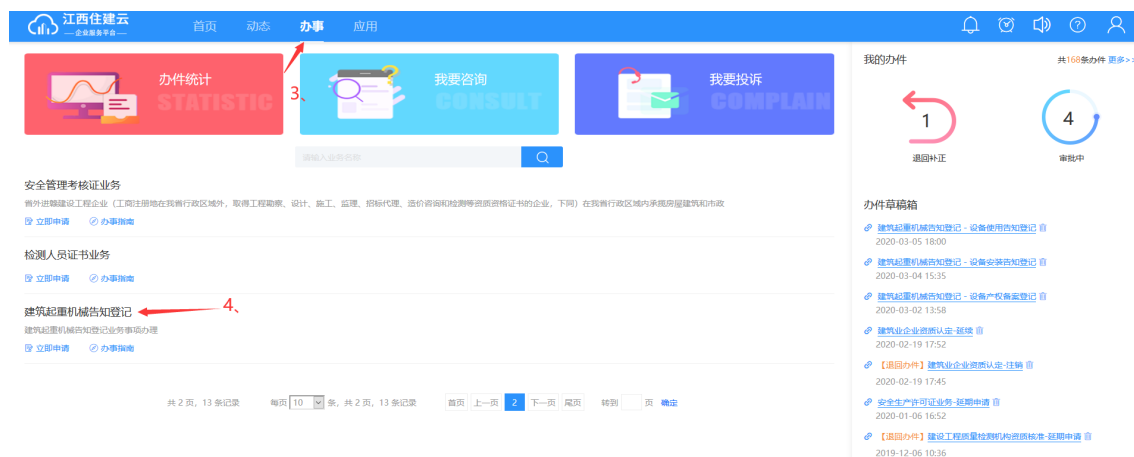 江西住建云
—企业服务平台—
首页 动态 办事 应用
办件统计
STATISTIC
3、
我要咨询
CONSULT
我要投诉
COMPLAIN
请输入业务名称
安全管理考核证业务
省外进赣建设工程企业（工商注册地在我省行政区域外，取得工程勘察、设计、施工、监理、招标代理、造价咨询和检测等资质资格证书的企业，下同）在我省行政区域内承揽房屋建筑和市政
立即申请 办事指南
检测人员证书业务
立即申请 办事指南
建筑起重机械告知登记
4、
建筑起重机械告知登记业务事项办理
立即申请 办事指南
共 2 页，13 条记录 每页 10 条，共 2 页，13 条记录 首页 上一页 2 下一页 尾页 转到 页 确定
我的办件 共168条办件 更多>>
1
退回补正
4
审批中
办件草稿箱
建筑起重机械告知登记 - 设备使用告知登记
2020-03-05 18:00
建筑起重机械告知登记 - 设备安装告知登记
2020-03-04 15:35
建筑起重机械告知登记 - 设备产权备案登记
2020-03-02 13:58
建筑业企业资质认定-延续
2020-02-19 17:52
【退回办件】建筑业企业资质认定-注销
2020-02-19 17:45
安全生产许可证业务-延期申请
2020-01-06 16:52
【退回办件】建设工程质量检测机构资质核准-延期申请
2019-12-06 10:36